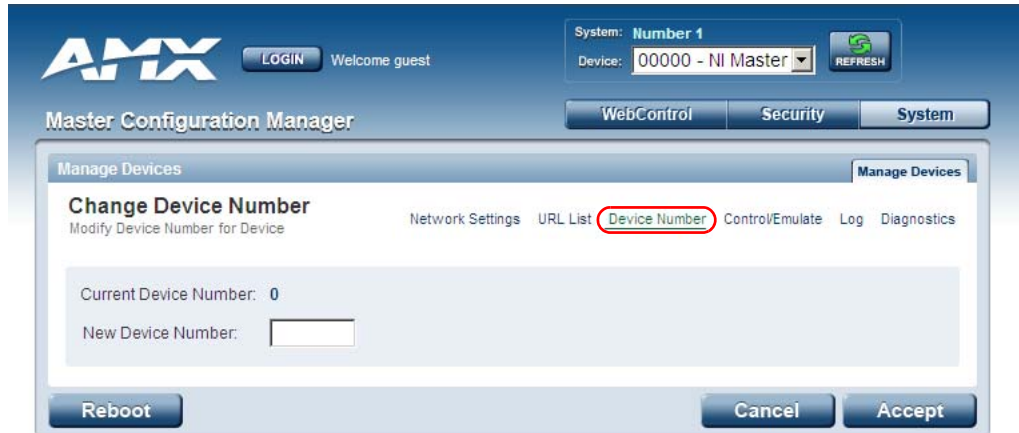 AMX LOGIN Welcome guest
System: Number 1
Device: 00000 - NI Master REFRESH
Master Configuration Manager
WebControl Security System
Manage Devices Manage Devices
Change Device Number
Modify Device Number for Device
Network Settings URL List Device Number Control/Emulate Log Diagnostics
Current Device Number: 0
New Device Number:
Reboot Cancel Accept